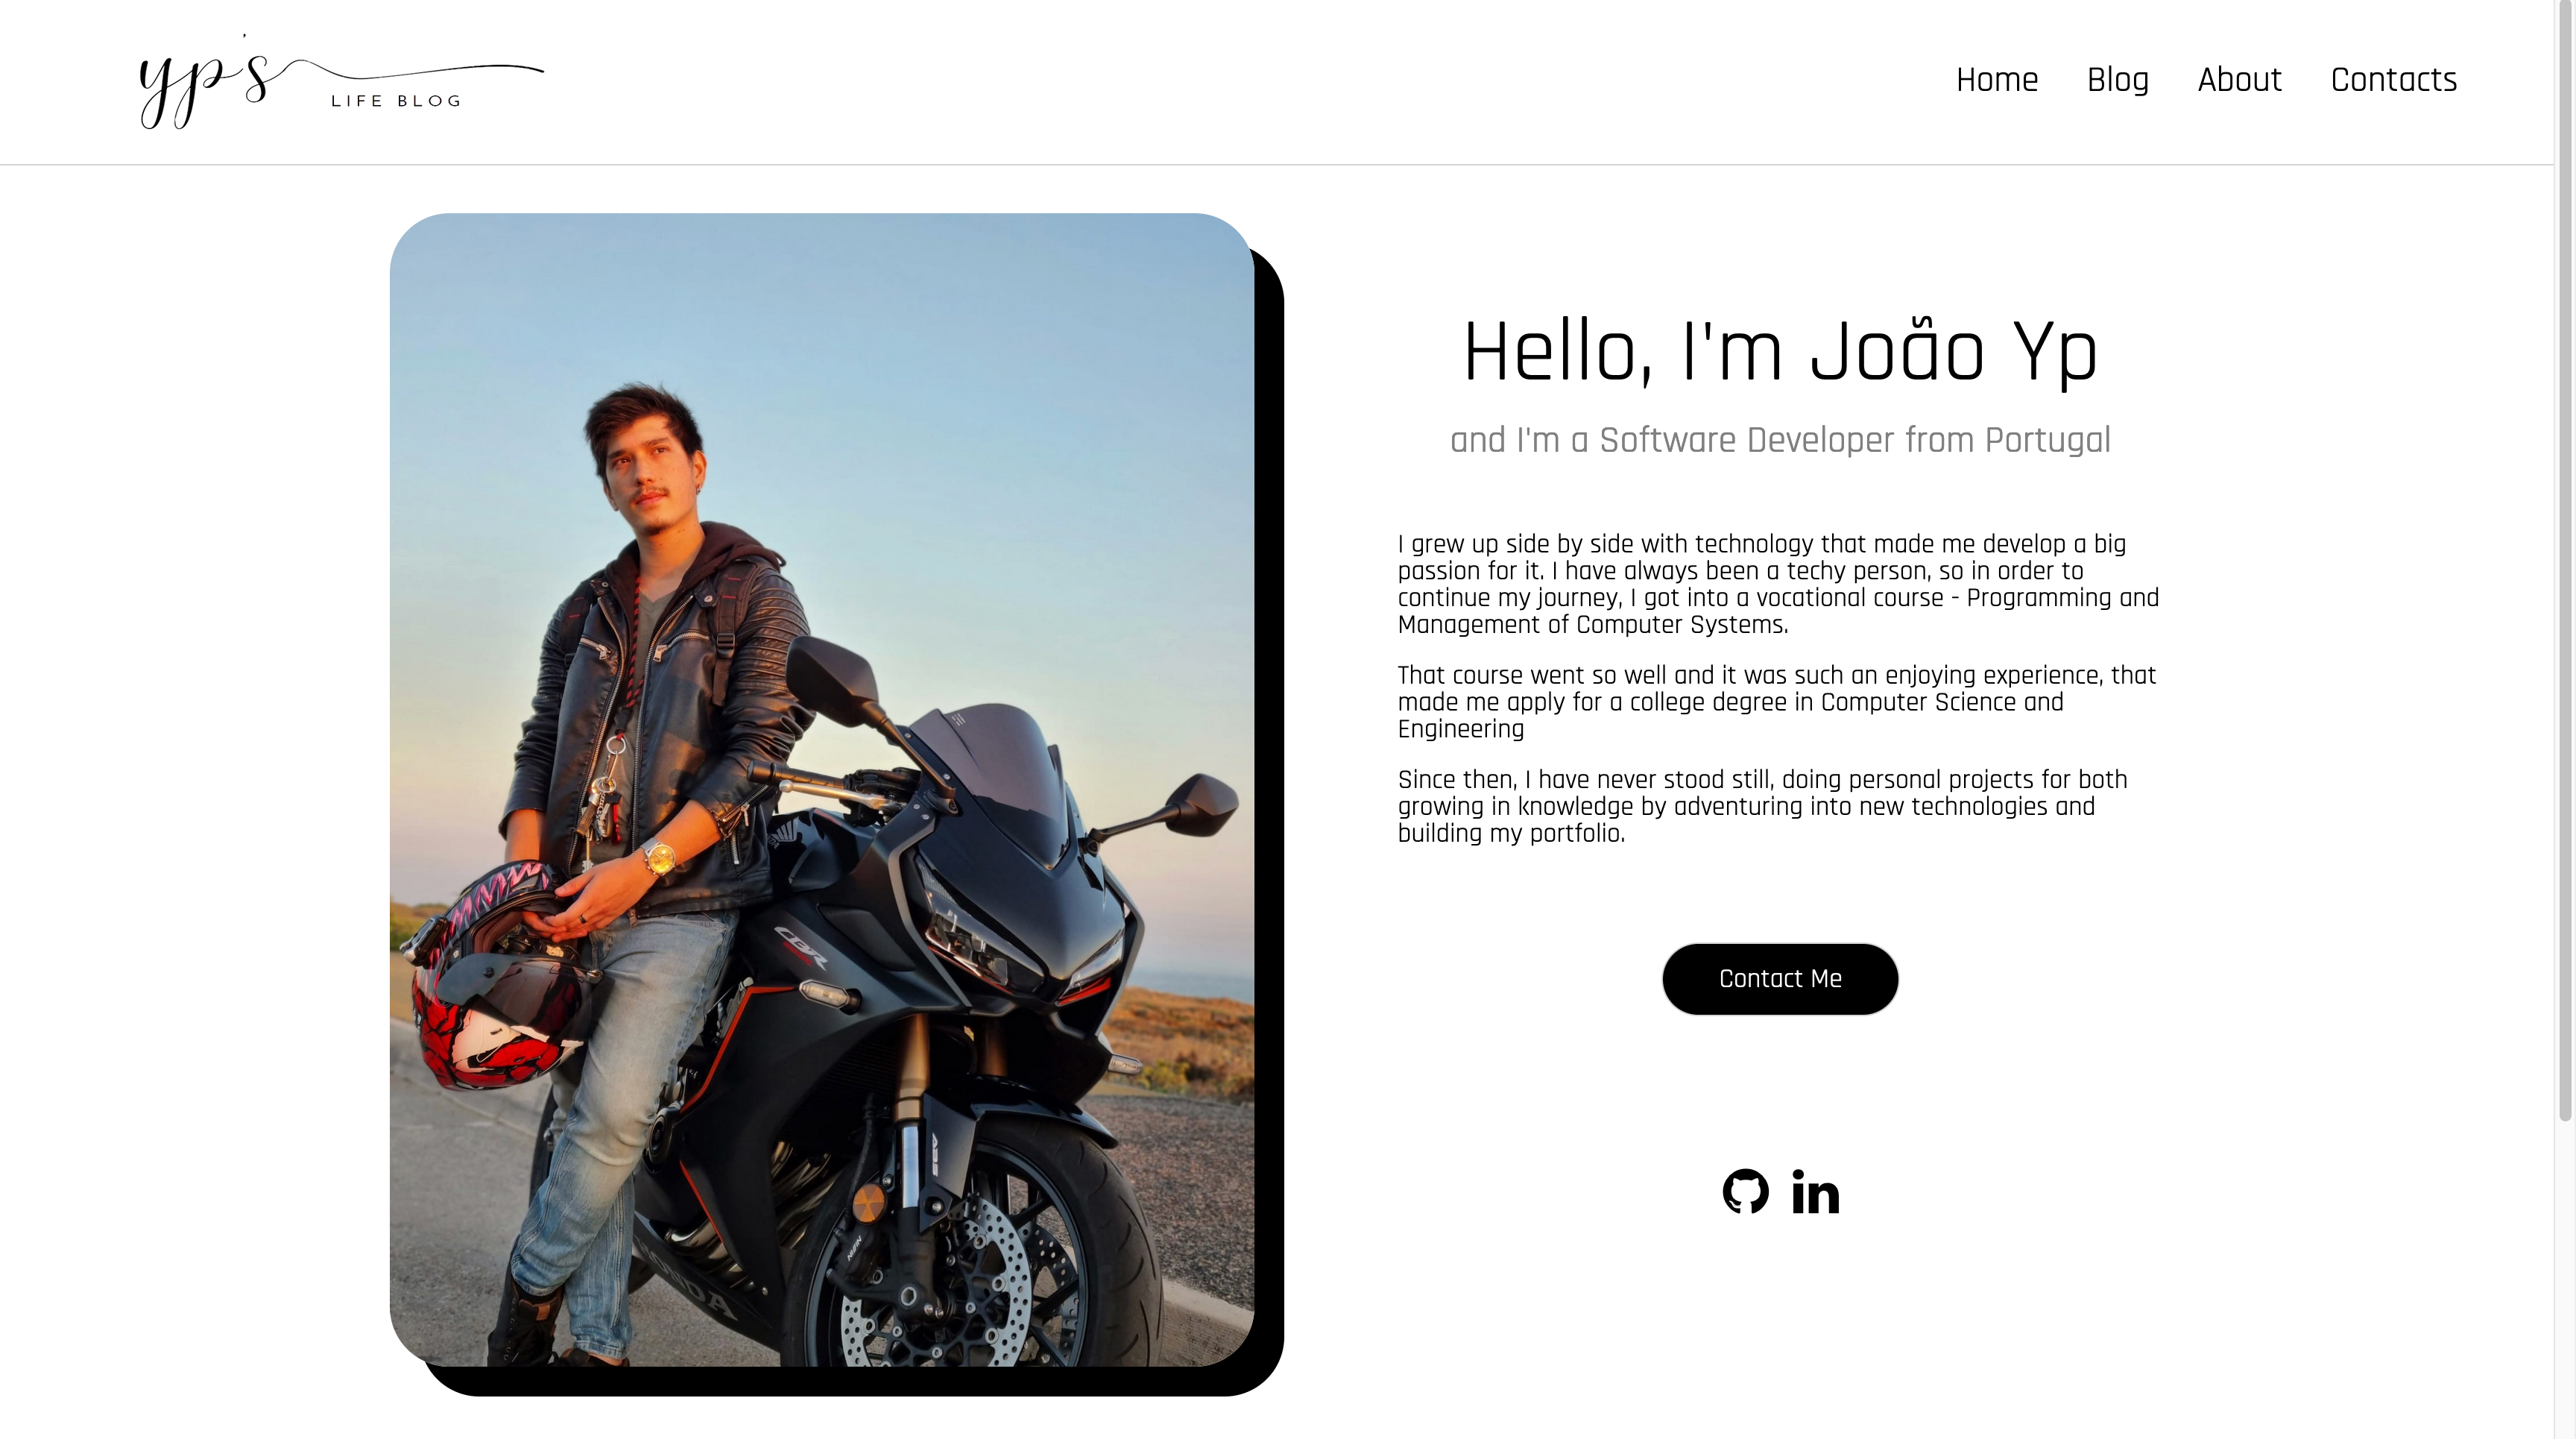 yp's
LIFE BLOG
Home Blog About Contacts
Hello, I'm João Yp
and I'm a Software Developer from Portugal
I grew up side by side with technology that made me develop a big
passion for it. I have always been a techy person, so in order to
continue my journey, I got into a vocational course - Programming and
Management of Computer Systems.
That course went so well and it was such an enjoying experience, that
made me apply for a college degree in Computer Science and
Engineering
Since then, I have never stood still, doing personal projects for both
growing in knowledge by adventuring into new technologies and
building my portfolio.
Contact Me
in
CBR
HONDA
NISSIN